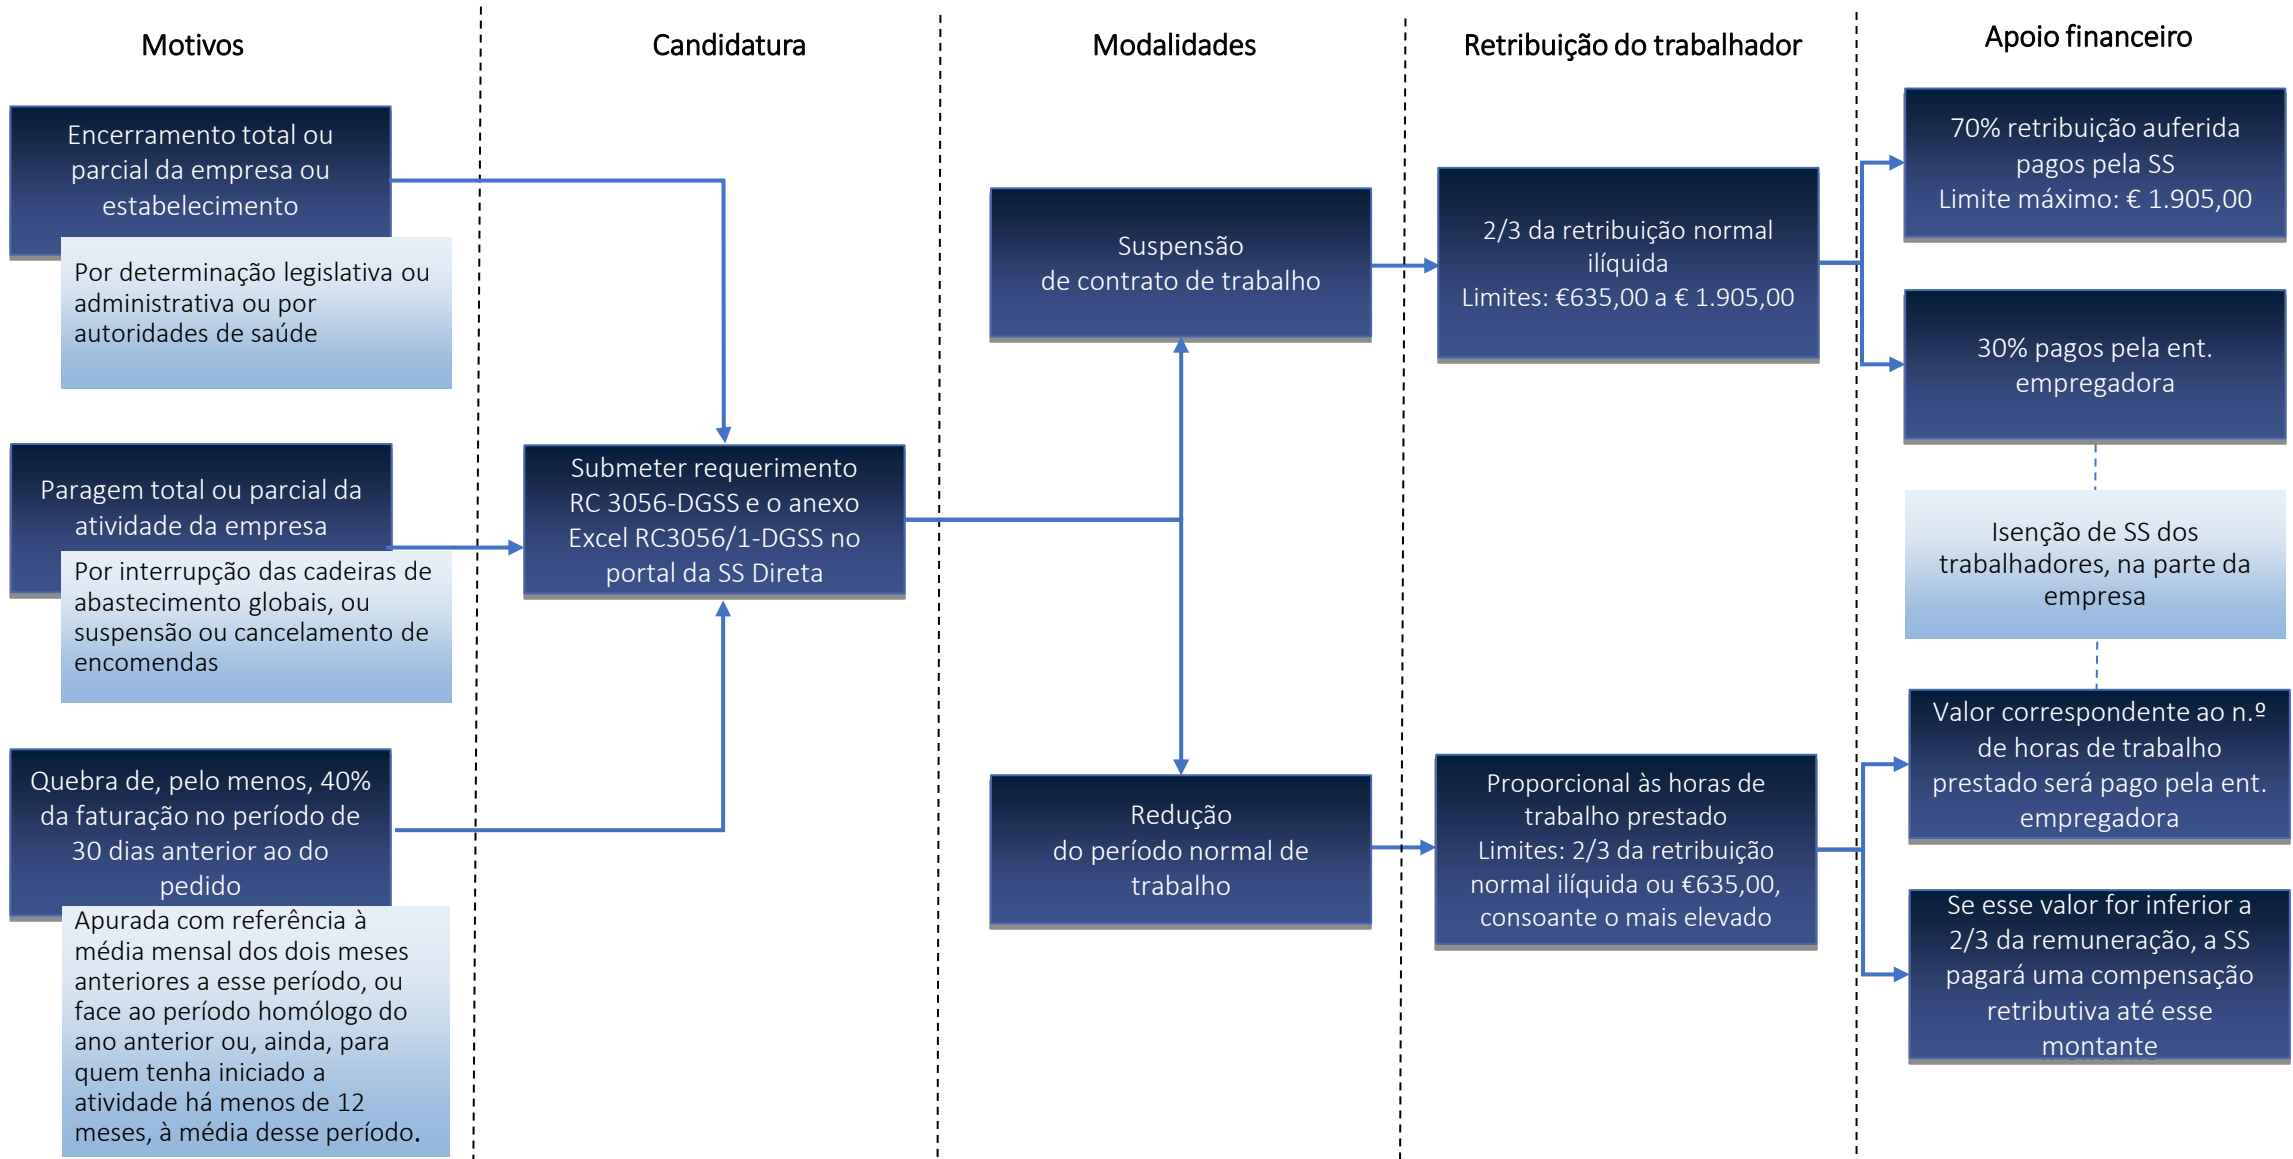 Motivos
Candidatura
Modalidades
Retribuição do trabalhador
Apoio financeiro
Encerramento total ou
parcial da empresa ou
estabelecimento
Por determinação legislativa ou
administrativa ou por
autoridades de saúde
Paragem total ou parcial da
atividade da empresa
Por interrupção das cadeiras de
abastecimento globais, ou
suspensão ou cancelamento de
encomendas
Quebra de, pelo menos, 40%
da faturação no período de
30 dias anterior ao do
pedido
Apurada com referência à
média mensal dos dois meses
anteriores a esse período, ou
face ao período homólogo do
ano anterior ou, ainda, para
quem tenha iniciado a
atividade há menos de 12
meses, à média desse período.
Submeter requerimento
RC 3056-DGSS e o anexo
Excel RC3056/1-DGSS no
portal da SS Direta
Suspensão
de contrato de trabalho
Redução
do período normal de
trabalho
2/3 da retribuição normal
ilíquida
Limites: €635,00 a € 1.905,00
Proporcional às horas de
trabalho prestado
Limites: 2/3 da retribuição
normal ilíquida ou €635,00,
consoante o mais elevado
70% retribuição auferida
pagos pela SS
Limite máximo: € 1.905,00
30% pagos pela ent.
empregadora
Isenção de SS dos
trabalhadores, na parte da
empresa
Valor correspondente ao n.º
de horas de trabalho
prestado será pago pela ent.
empregadora
Se esse valor for inferior a
2/3 da remuneração, a SS
pagará uma compensação
retributiva até esse
montante